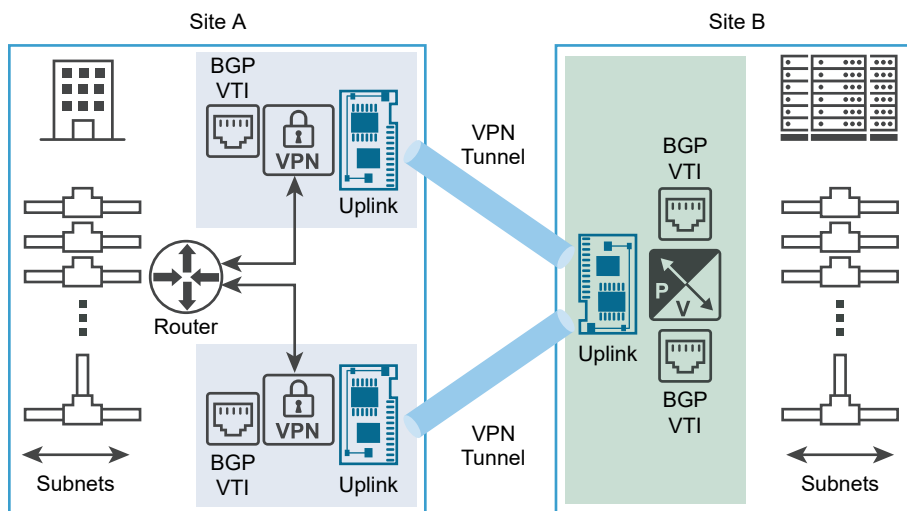 Site A
Site B
BGP
VTI
VPN
Uplink
Router
Subnets
VPN
BGP
VTI
Uplink
VPN
Tunnel
VPN
Tunnel
BGP
VTI
Uplink
P
V
BGP
VTI
Subnets